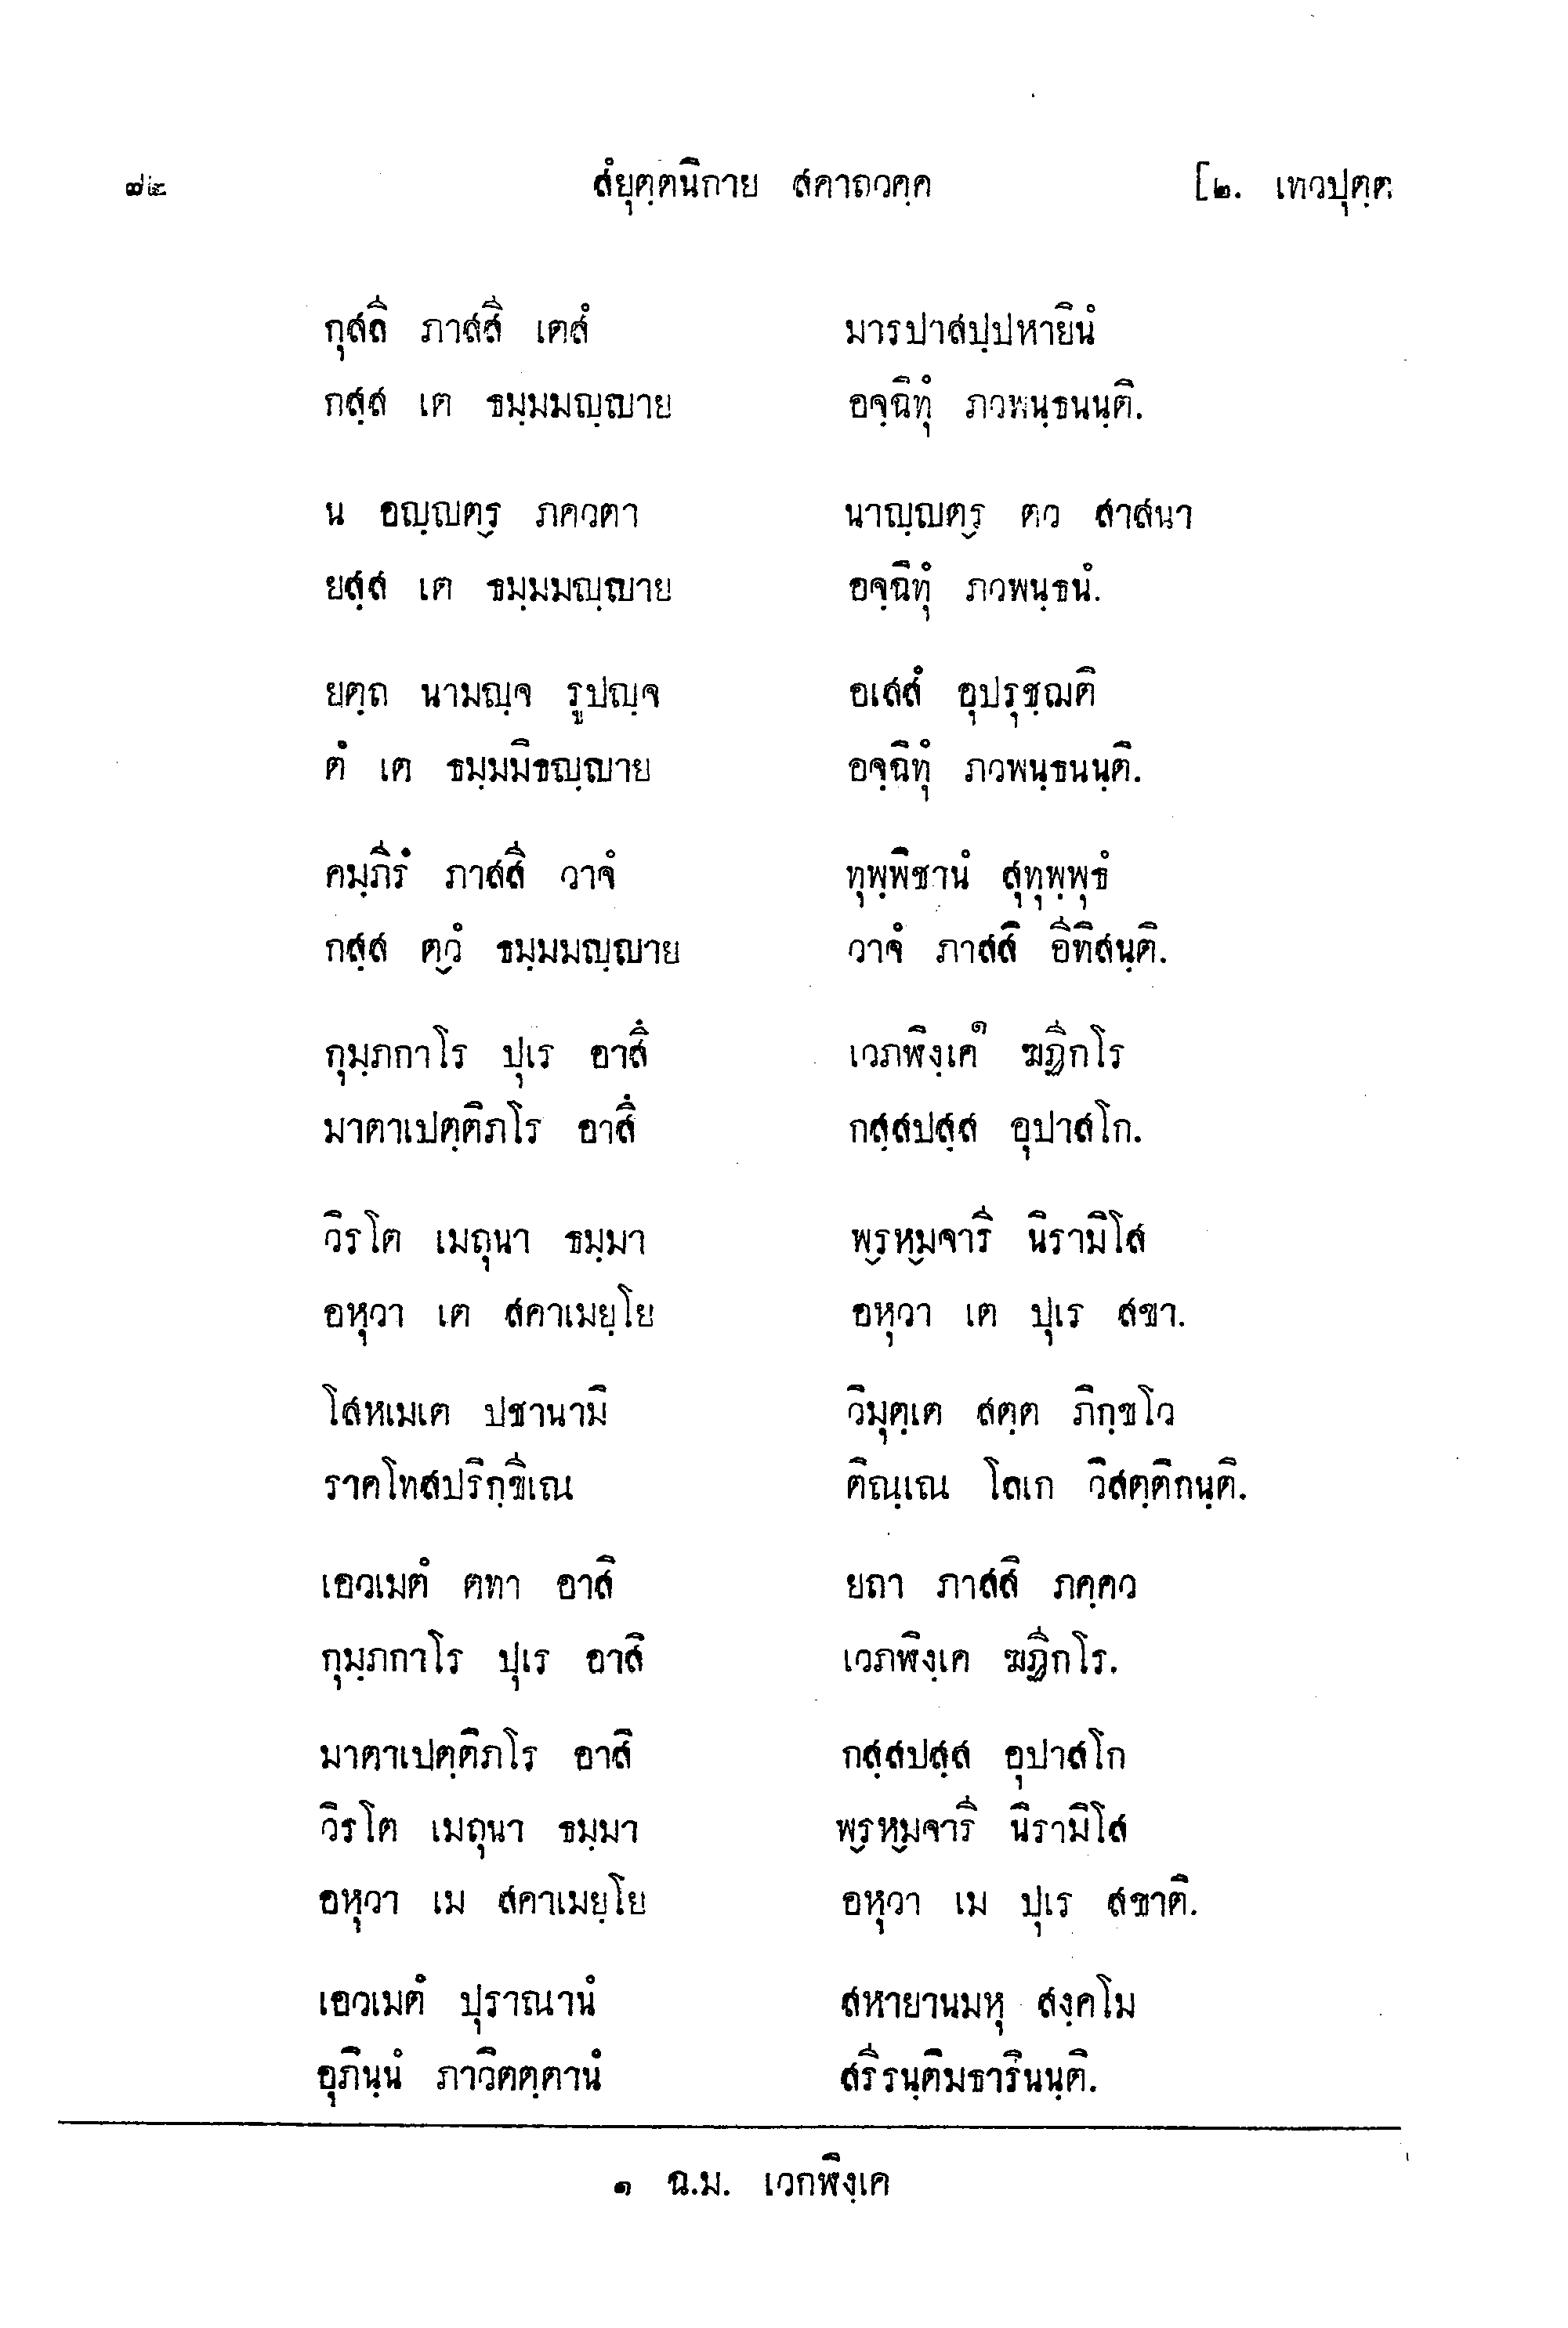 ๗๒ สํยุตฺตนิกาย สคาถวคฺค [๒. เทวปุตฺต
กุสลี ภาสสี เตสํ มารปาสปฺปหายินํ
กสฺส เต ธมฺมมญฺญาย อจฺฉิทุํ ภวพนฺธนนฺติ.
น อญฺญตฺร ภควตา นาญฺญตฺร ตว สาสนา
ยสฺส เต ธมฺมมญฺญาย อจฺฉิทุํ ภวพนฺธนํ.
ยตฺถ นามญฺจ รูปญฺจ อเสสํ อุปรุชฺฌติ
ตํ เต ธมฺมมิธญฺญาย อจฺฉิทุํ ภวพนฺธนนฺติ.
คมฺภีรํ ภาสสี วาจํ ทุพฺพิชานํ สุทุพฺพุธํ
กสฺส ตฺวํ ธมฺมมญฺญาย วาจํ ภาสสิ อีทิสนฺติ.
กุมฺภกาโร ปุเร อาสึ เวภฬิงฺเค๑ ฆฏีกโร
มาตาเปตฺติภโร อาสึ กสฺสปสฺส อุปาสโก.
วิรโต เมถุนา ธมฺมา พฺรหฺมจารี นิรามิโส
อหุวา เต สคาเมยฺโย อหุวา เต ปุเร สขา.
โสหเมเต ปชานามิ วิมุตฺเต สตฺต ภิกฺขโว
ราคโทสปริกฺขีเณ ติณฺเณ โลเก วิสตฺติกนฺติ.
เอวเมตํ ตทา อาสิ ยถา ภาสสิ ภคฺคว
กุมฺภกาโร ปุเร อาสิ เวภฬิงฺเค ฆฏีกโร.
มาตาเปตฺติภโร อาสิ กสฺสปสฺส อุปาสโก
วิรโต เมถุนา ธมฺมา พฺรหฺมจารี นิรามิโส
อหุวา เม สคาเมยฺโย อหุวา เม ปุเร สขาติ.
เอวเมตํ ปุราณานํ สหายานมหุ สงฺคโม
อุภินฺนํ ภาวิตตฺตานํ สรีรนฺติมธารินนฺติ.
๑ ฉ.ม. เวกฬิงฺเค